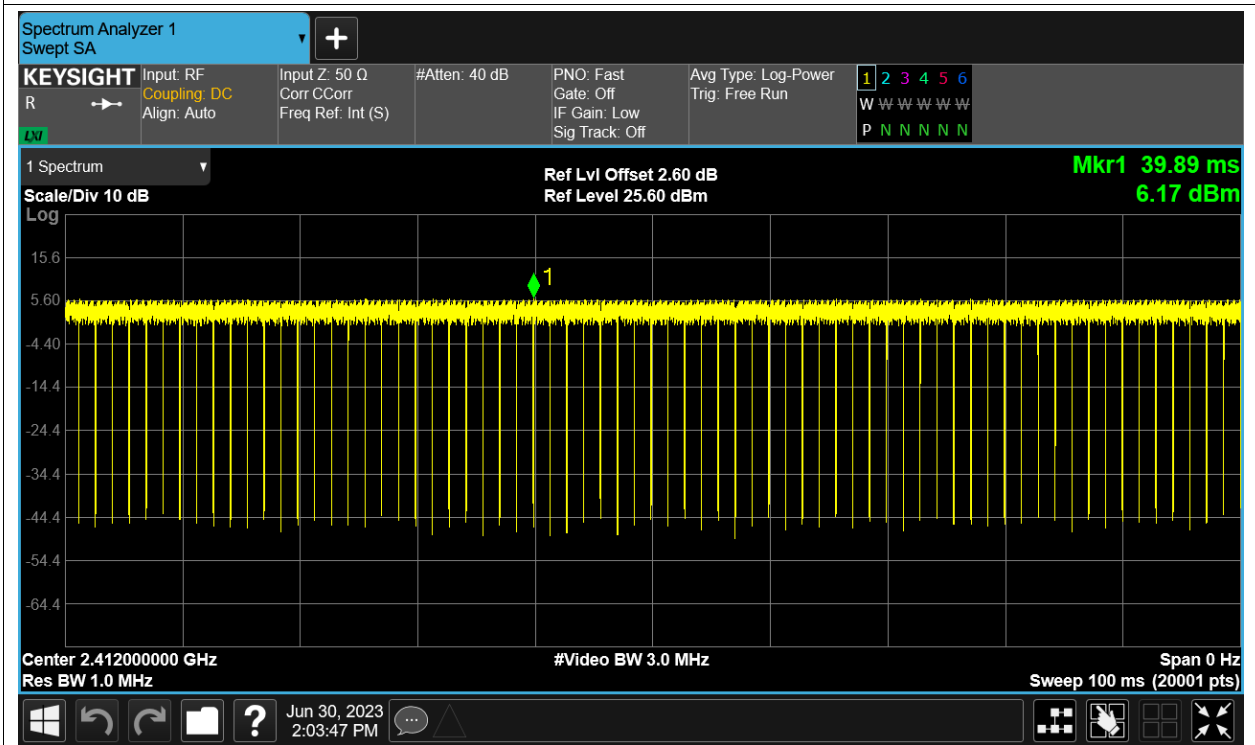 Spectrum Analyzer 1
Swept SA
+
KEYSIGHT
R
LXI
Input: RF
Coupling: DC
Align: Auto
Input Z: 50 Ω
Corr CCorr
Freq Ref: Int (S)
#Atten: 40 dB
PNO: Fast
Gate: Off
IF Gain: Low
Sig Track: Off
Avg Type: Log-Power
Trig: Free Run
1 2 3 4 5 6
W W W W W W
P N N N N N
1 Spectrum
Scale/Div 10 dB
Log
Ref Lvl Offset 2.60 dB
Ref Level 25.60 dBm
Mkr1 39.89 ms
6.17 dBm
15.6
1
5.60
-4.40
-14.4
-24.4
-34.4
-44.4
-54.4
-64.4
Center 2.412000000 GHz
Res BW 1.0 MHz
#Video BW 3.0 MHz
Span 0 Hz
Sweep 100 ms (20001 pts)
?
Jun 30, 2023
2:03:47 PM